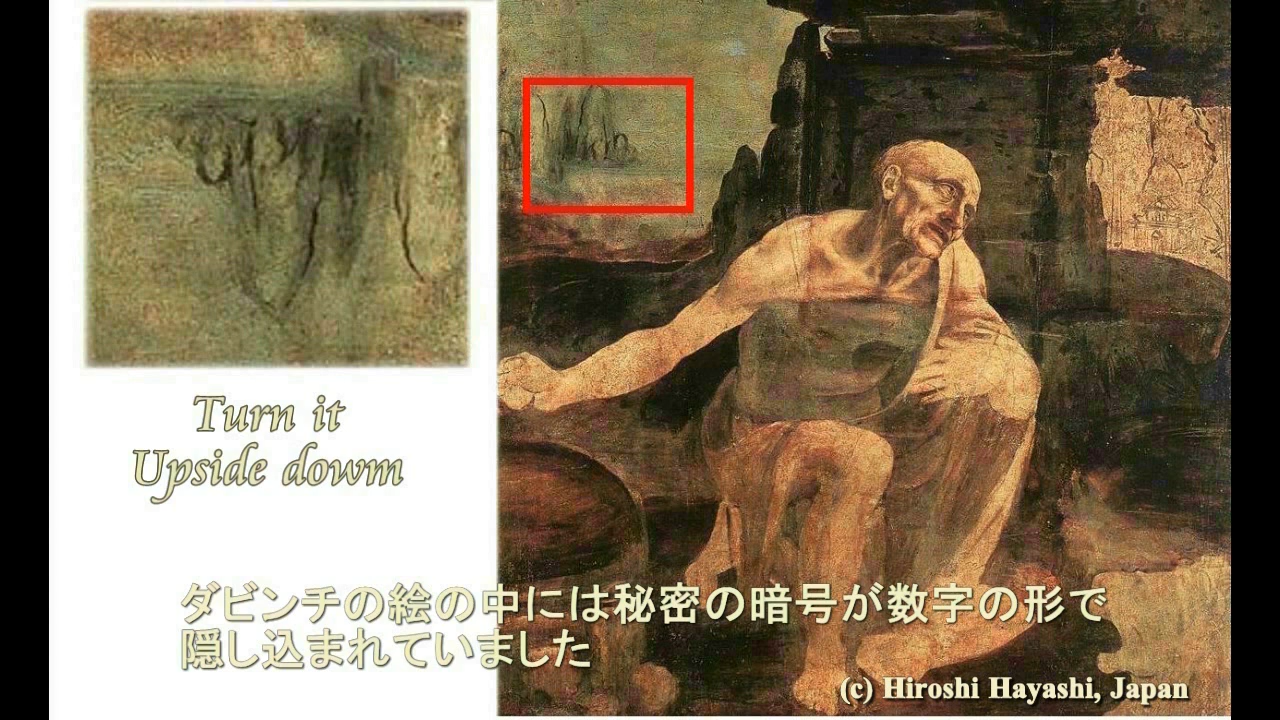 Turn it
Upside dowm
ダビンチの絵の中には秘密の暗号が数字の形で
隠し込まれていました
(c) Hiroshi Hayashi, Japan